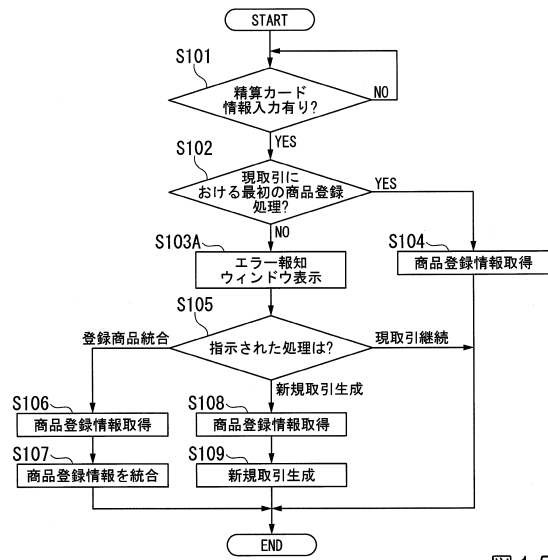 START
S101
精算カード
情報入力有り?
NO
YES
S102
現取引に
おける最初の商品登録
処理?
YES
NO
S103A
エラー報知
ウィンドウ表示
S104
商品登録情報取得
S105
指示された処理は?
登録商品統合
現取引継続
新規取引生成
S106
商品登録情報取得
S108
商品登録情報取得
S107
商品登録情報を統合
S109
新規取引生成
END